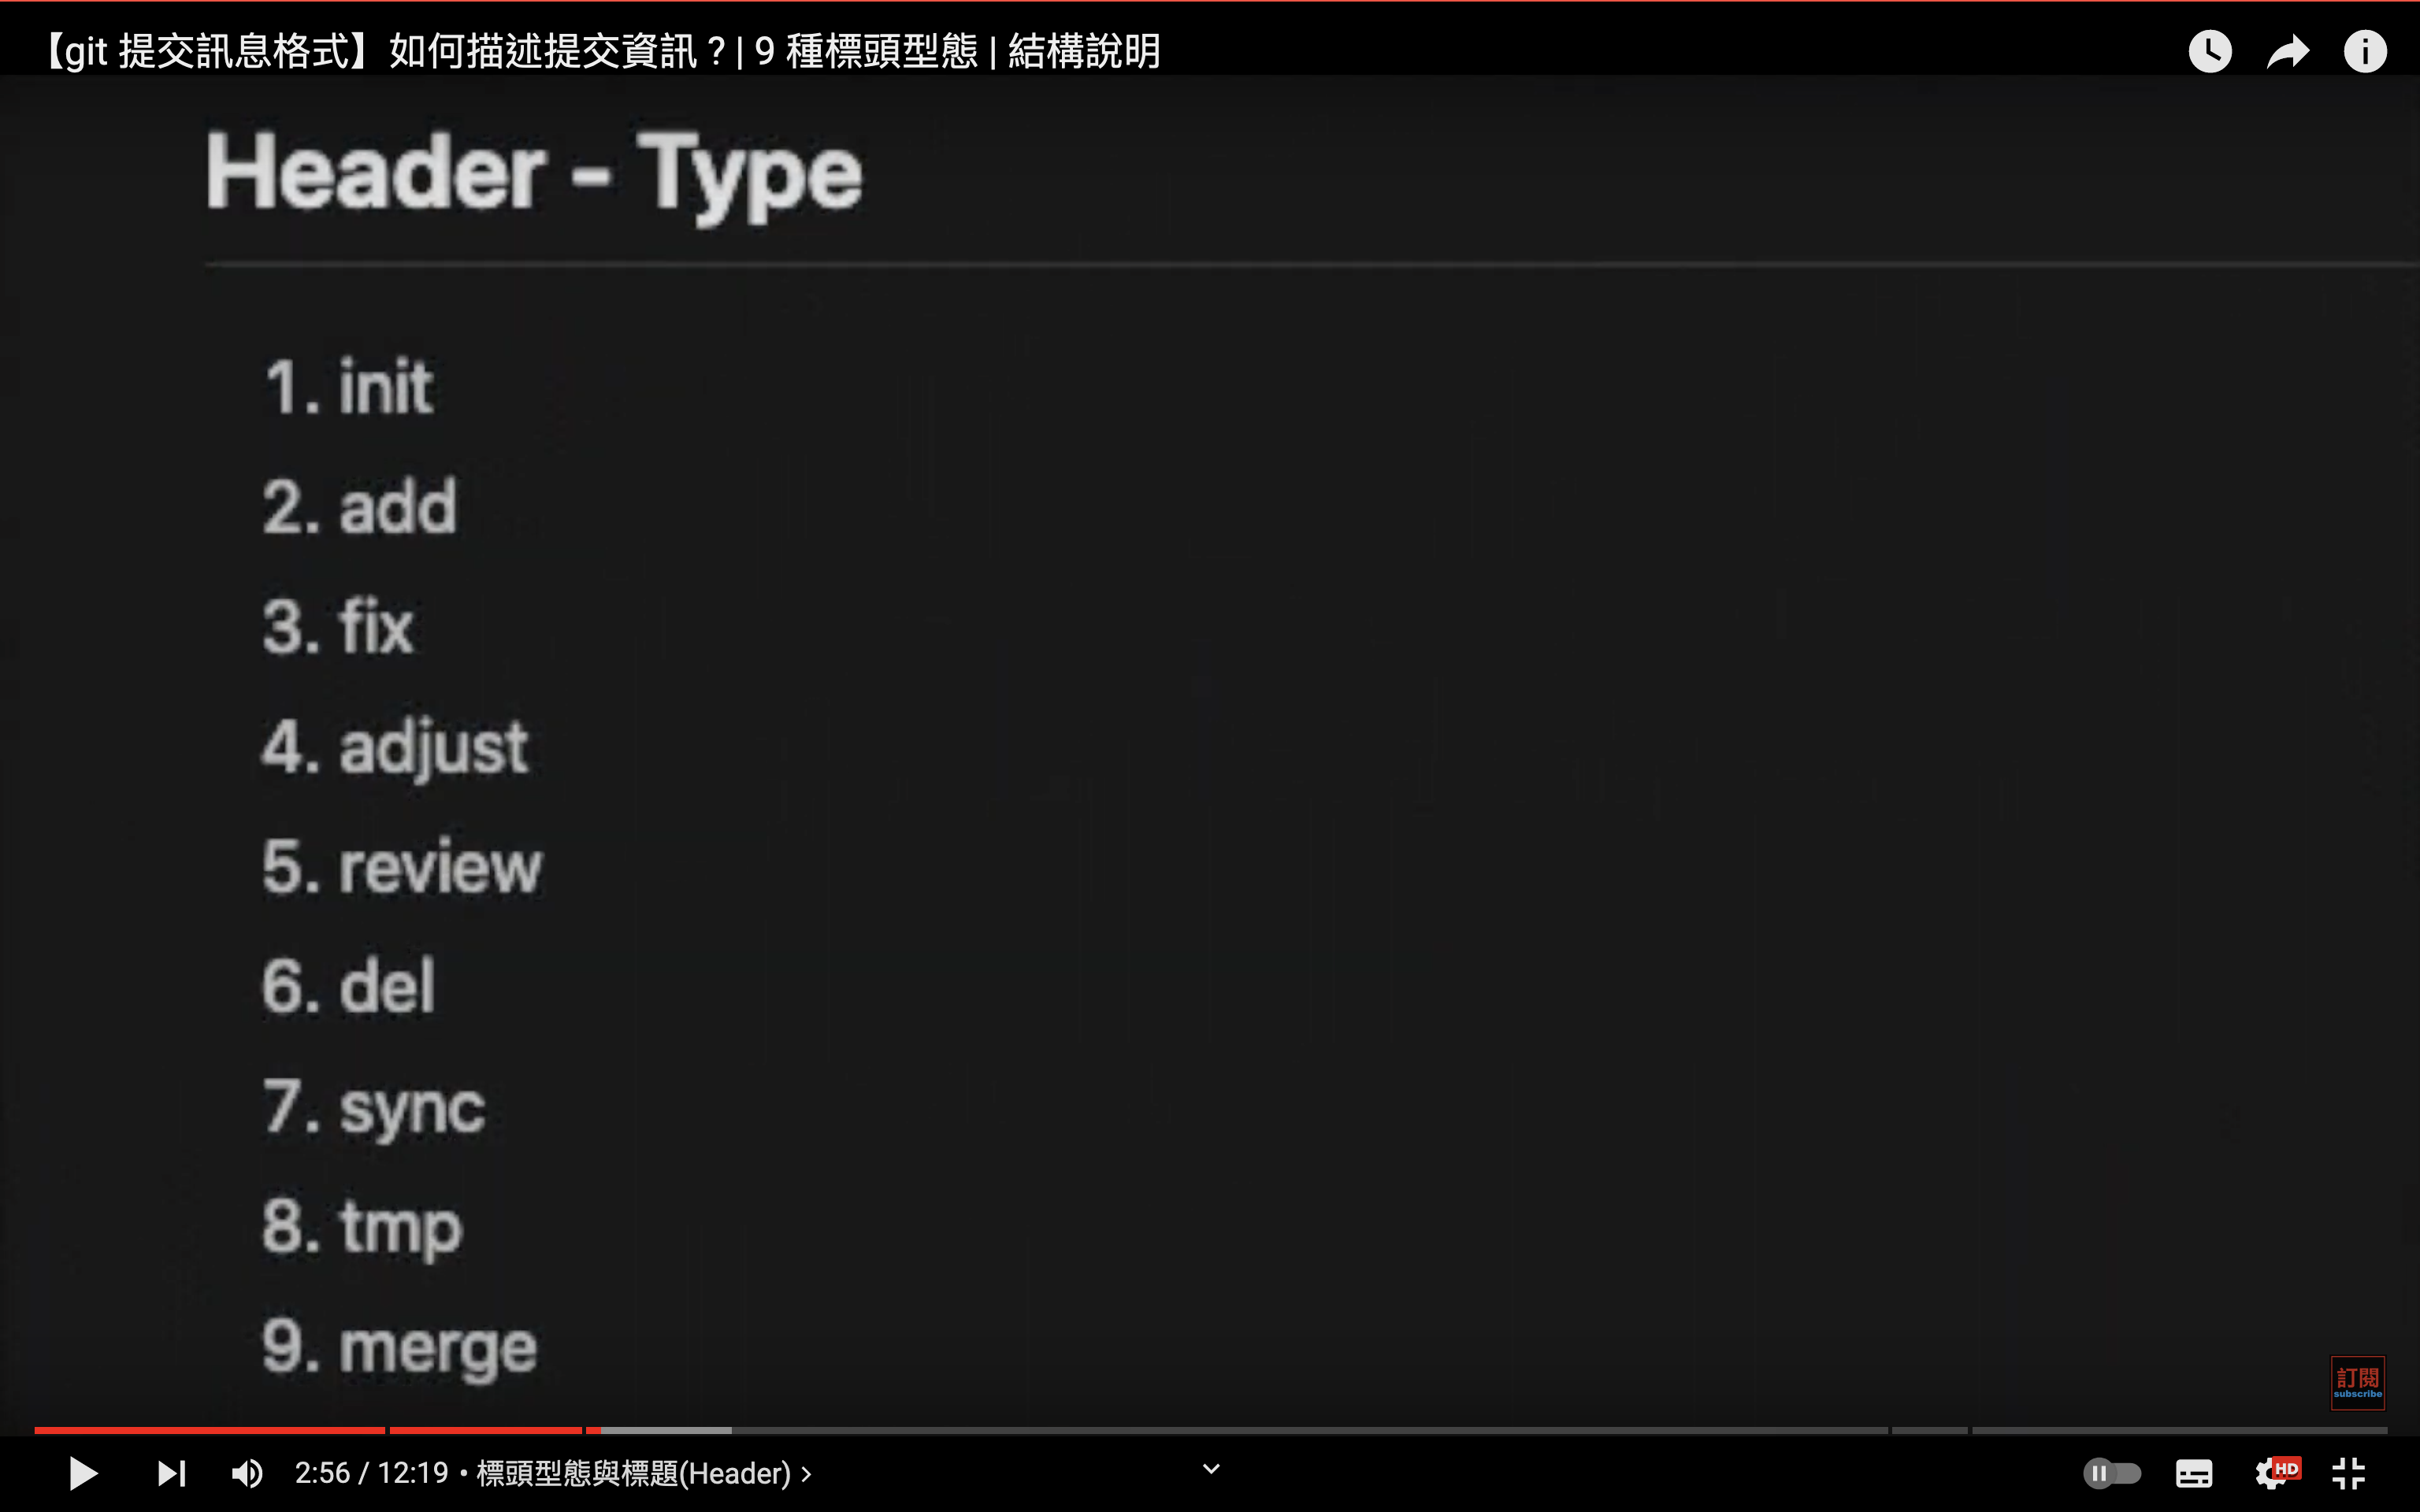 【git 提交訊息格式】如何描述提交資訊？| 9 種標頭型態 | 結構說明
Header - Type
1. init
2. add
3. fix
4. adjust
5. review
6. del
7. sync
8. tmp
9. merge
訂閱
subscribe
2:56 / 12:19 • 標頭型態與標題(Header) ›
HD